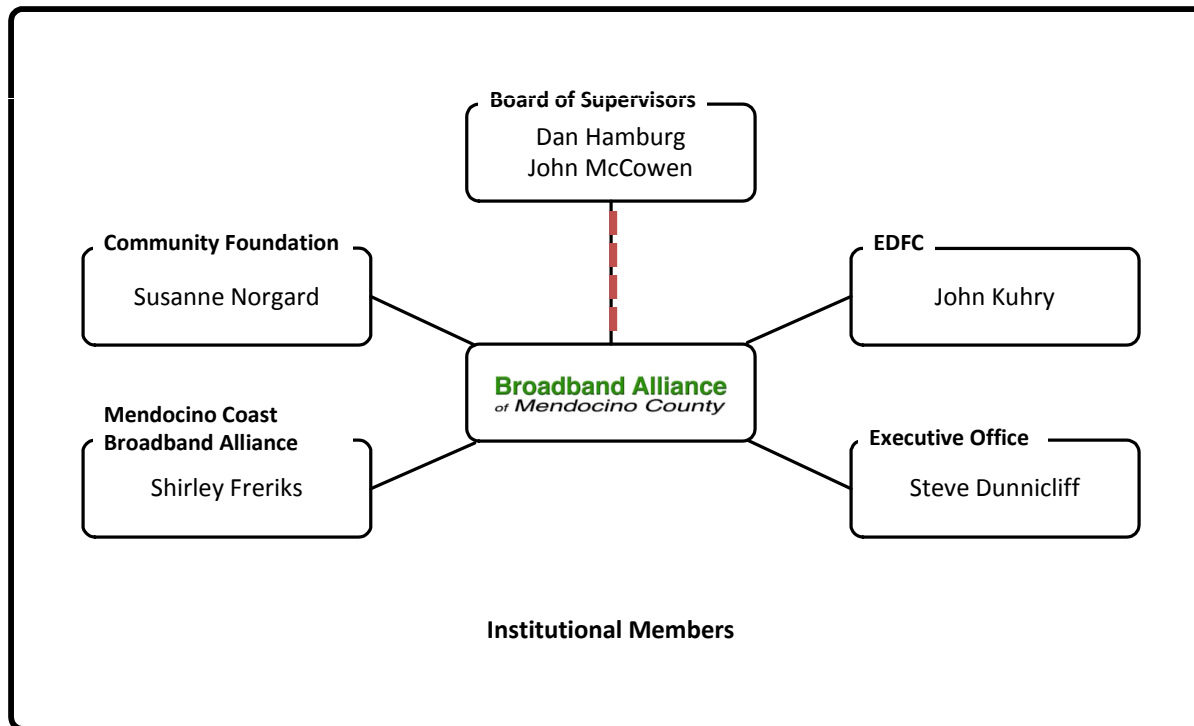 Board of Supervisors
Dan Hamburg
John McCowen
Community Foundation
Susanne Norgard
EDFC
John Kuhry
Broadband Alliance
of Mendocino County
Mendocino Coast
Broadband Alliance
Shirley Freriks
Executive Office
Steve Dunnicliff
Institutional Members